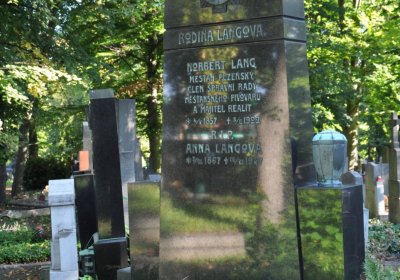 RODINA LANGOVA
NORBERT LANG
MĚŠŤAN PLZEŇSKÝ
ČLEN SPRÁVNÍ RADY
MĚŠŤANSKÉHO PIVOVARU
A MAJITEL REALIT
R.I.P.
ANNA LANGOVÁ